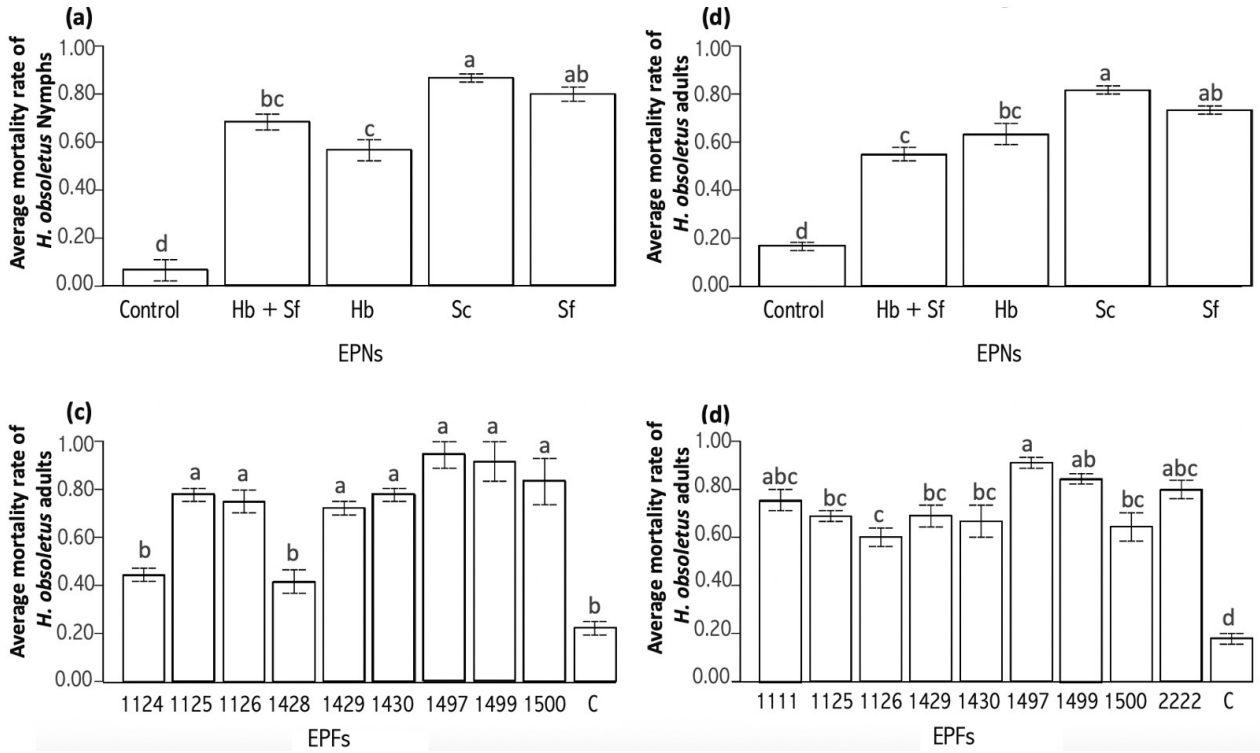 (a)
Average mortality rate of
H. obsoletus Nymphs
1.00
0.80
0.60
0.40
0.20
0.00
d
bc
c
a
ab
Control
Hb + Sf
Hb
Sc
Sf
EPNs
(d)
Average mortality rate of
H. obsoletus adults
1.00
0.80
0.60
0.40
0.20
0.00
d
c
bc
a
ab
Control
Hb + Sf
Hb
Sc
Sf
EPNs
(c)
Average mortality rate of
H. obsoletus adults
1.00
0.80
0.60
0.40
0.20
0.00
b
a
a
b
a
a
a
a
a
b
1124
1125
1126
1428
1429
1430
1497
1499
1500
C
EPFs
(d)
Average mortality rate of
H. obsoletus adults
1.00
0.80
0.60
0.40
0.20
0.00
abc
bc
c
bc
bc
a
ab
bc
abc
d
1111
1125
1126
1429
1430
1497
1499
1500
2222
C
EPFs